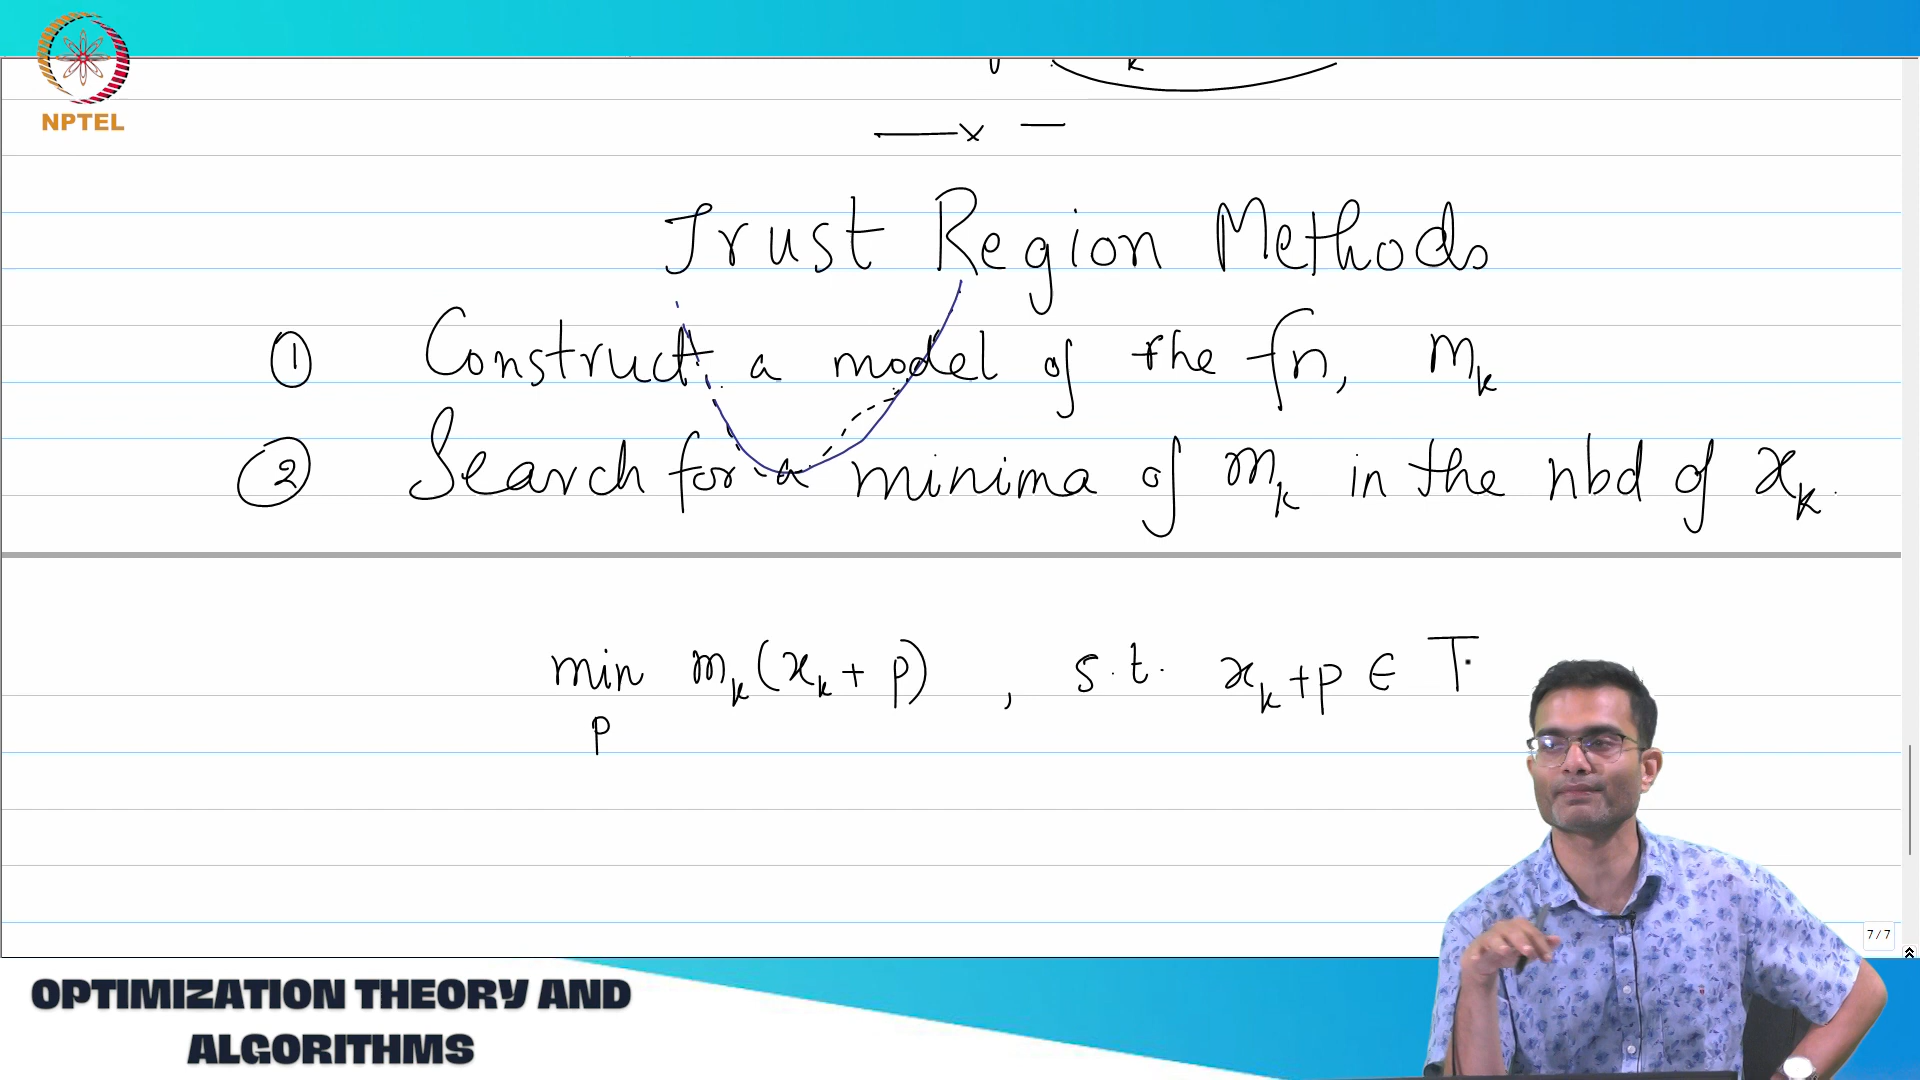 NPTEL
k
x
Trust Region Methods
① Construct a model of the fn, mₖ
② Search for a minima of mₖ in the nbd of xₖ.
min mₖ(xₖ + p) , s.t. xₖ+p ∈ T
p
7 / 7
OPTIMIZATION THEORY AND
ALGORITHMS